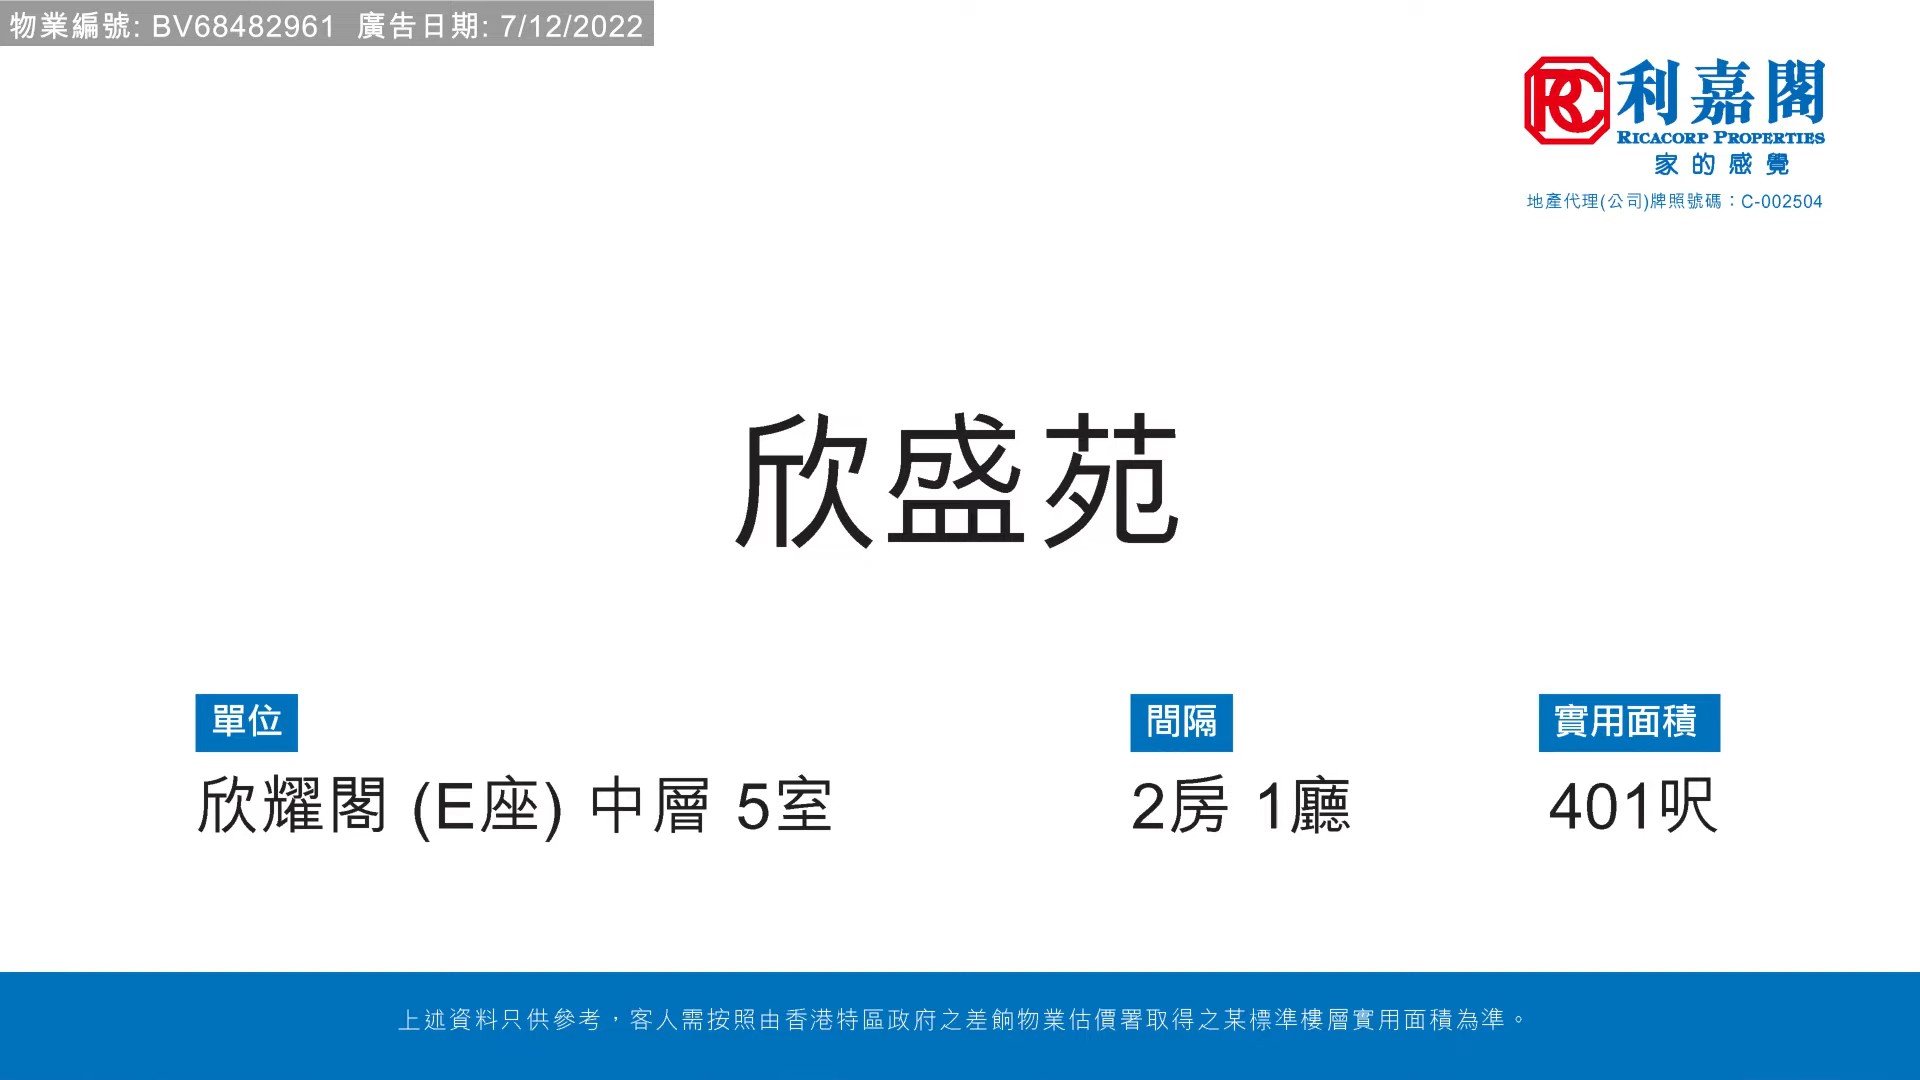 物業編號: BV68482961 廣告日期: 7/12/2022
RC 利嘉閣
RICACORP PROPERTIES
家的感覺
地產代理(公司)牌照號碼：C-002504
欣盛苑
單位 間隔 實用面積
欣耀閣 (E座) 中層 5室 2房 1廳 401呎
上述資料只供參考，客人需按照由香港特區政府之差餉物業估價署取得之某標準樓層實用面積為準。